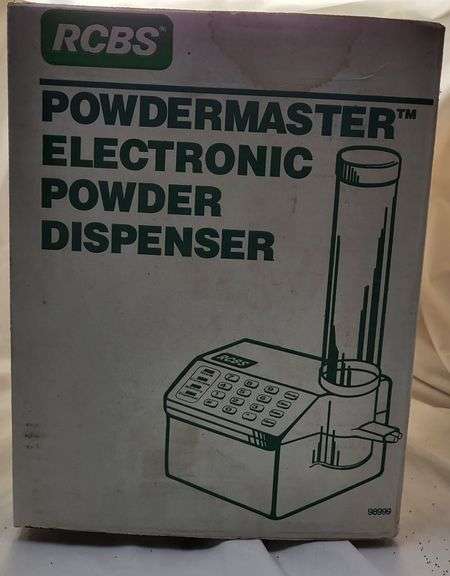 RCBS®
POWDERMASTER™
ELECTRONIC
POWDER
DISPENSER
RCBS
98999